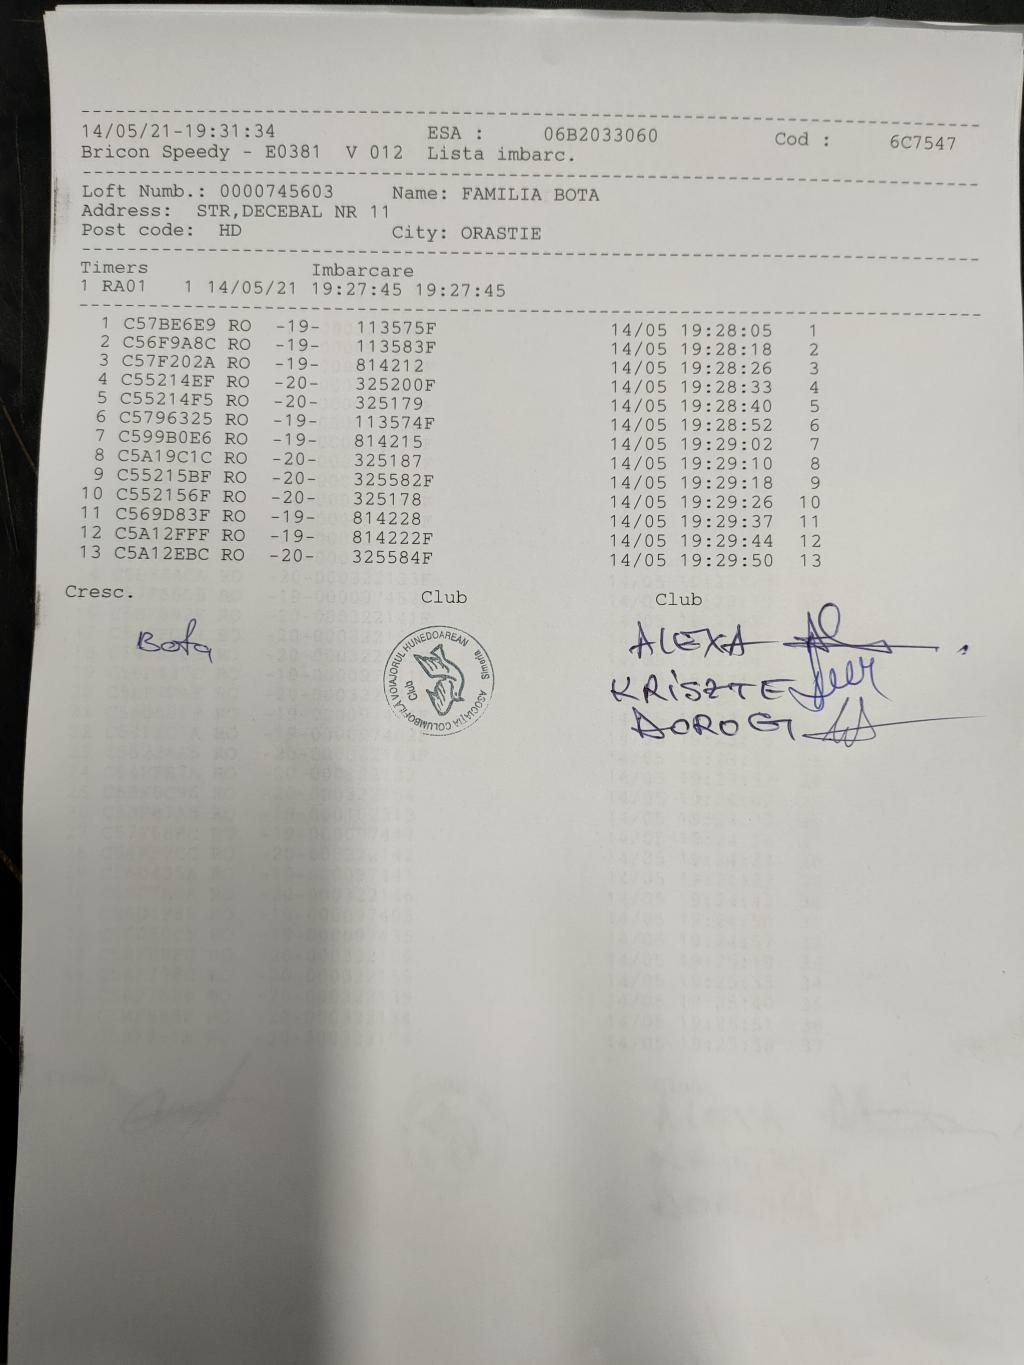 14/05/21-19:31:34 ESA : 06B2033060 Cod : 6C7547
Bricon Speedy - E0381 V 012 Lista imbarc.
Loft Numb.: 0000745603 Name: FAMILIA BOTA
Address: STR,DECEBAL NR 11
Post code: HD City: ORASTIE
Timers Imbarcare
1 RA01 1 14/05/21 19:27:45 19:27:45
1 C57BE6E9 RO -19- 113575F 14/05 19:28:05 1
2 C56F9A8C RO -19- 113583F 14/05 19:28:18 2
3 C57F202A RO -19- 814212 14/05 19:28:26 3
4 C55214EF RO -20- 325200F 14/05 19:28:33 4
5 C55214F5 RO -20- 325179 14/05 19:28:40 5
6 C5796325 RO -19- 113574F 14/05 19:28:52 6
7 C599B0E6 RO -19- 814215 14/05 19:29:02 7
8 C5A19C1C RO -20- 325187 14/05 19:29:10 8
9 C55215BF RO -20- 325582F 14/05 19:29:18 9
10 C552156F RO -20- 325178 14/05 19:29:26 10
11 C569D83F RO -19- 814228 14/05 19:29:37 11
12 C5A12FFF RO -19- 814222F 14/05 19:29:44 12
13 C5A12EBC RO -20- 325584F 14/05 19:29:50 13
Cresc. Club Club
Bota
ASOCIAȚIA COLUMBOFILĂ VOIAJORUL HUNEDOAREAN
Club Simeria
ALEXA
KRISZTE
DOROGI